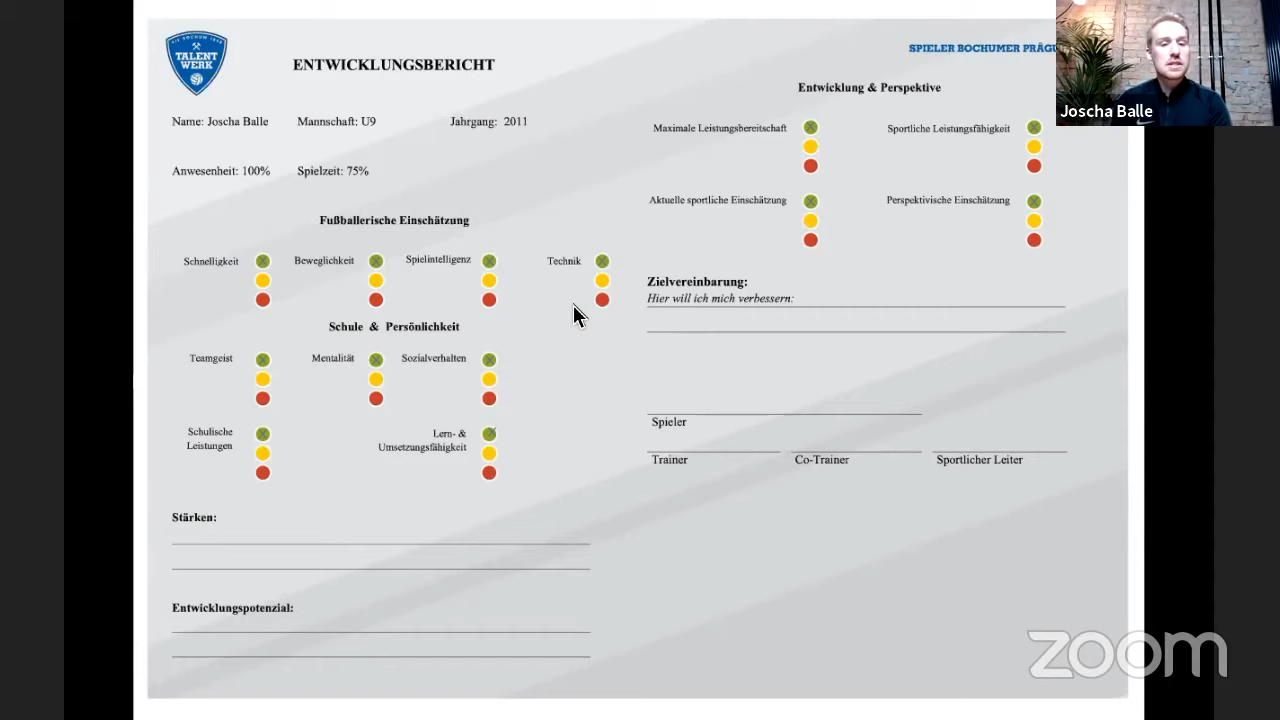 VFL BOCHUM 1848
TALENT
WERK
ENTWICKLUNGSBERICHT
Name: Joscha Balle
Mannschaft: U9
Jahrgang: 2011
Anwesenheit: 100%
Spielzeit: 75%
Fußballerische Einschätzung
Schnelligkeit
Beweglichkeit
Spielintelligenz
Technik
Schule & Persönlichkeit
Teamgeist
Mentalität
Sozialverhalten
Schulische
Leistungen
Lern- &
Umsetzungsfähigkeit
Stärken:
Entwicklungspotenzial:
SPIELER BOCHUMER
Entwicklung & Perspektive
Maximale Leistungsbereitschaft
Sportliche Leistungsfähigkeit
Aktuelle sportliche Einschätzung
Perspektivische Einschätzung
Zielvereinbarung:
Hier will ich mich verbessern:
Spieler
Trainer
Co-Trainer
Sportlicher Leiter
Joscha Balle
zoom